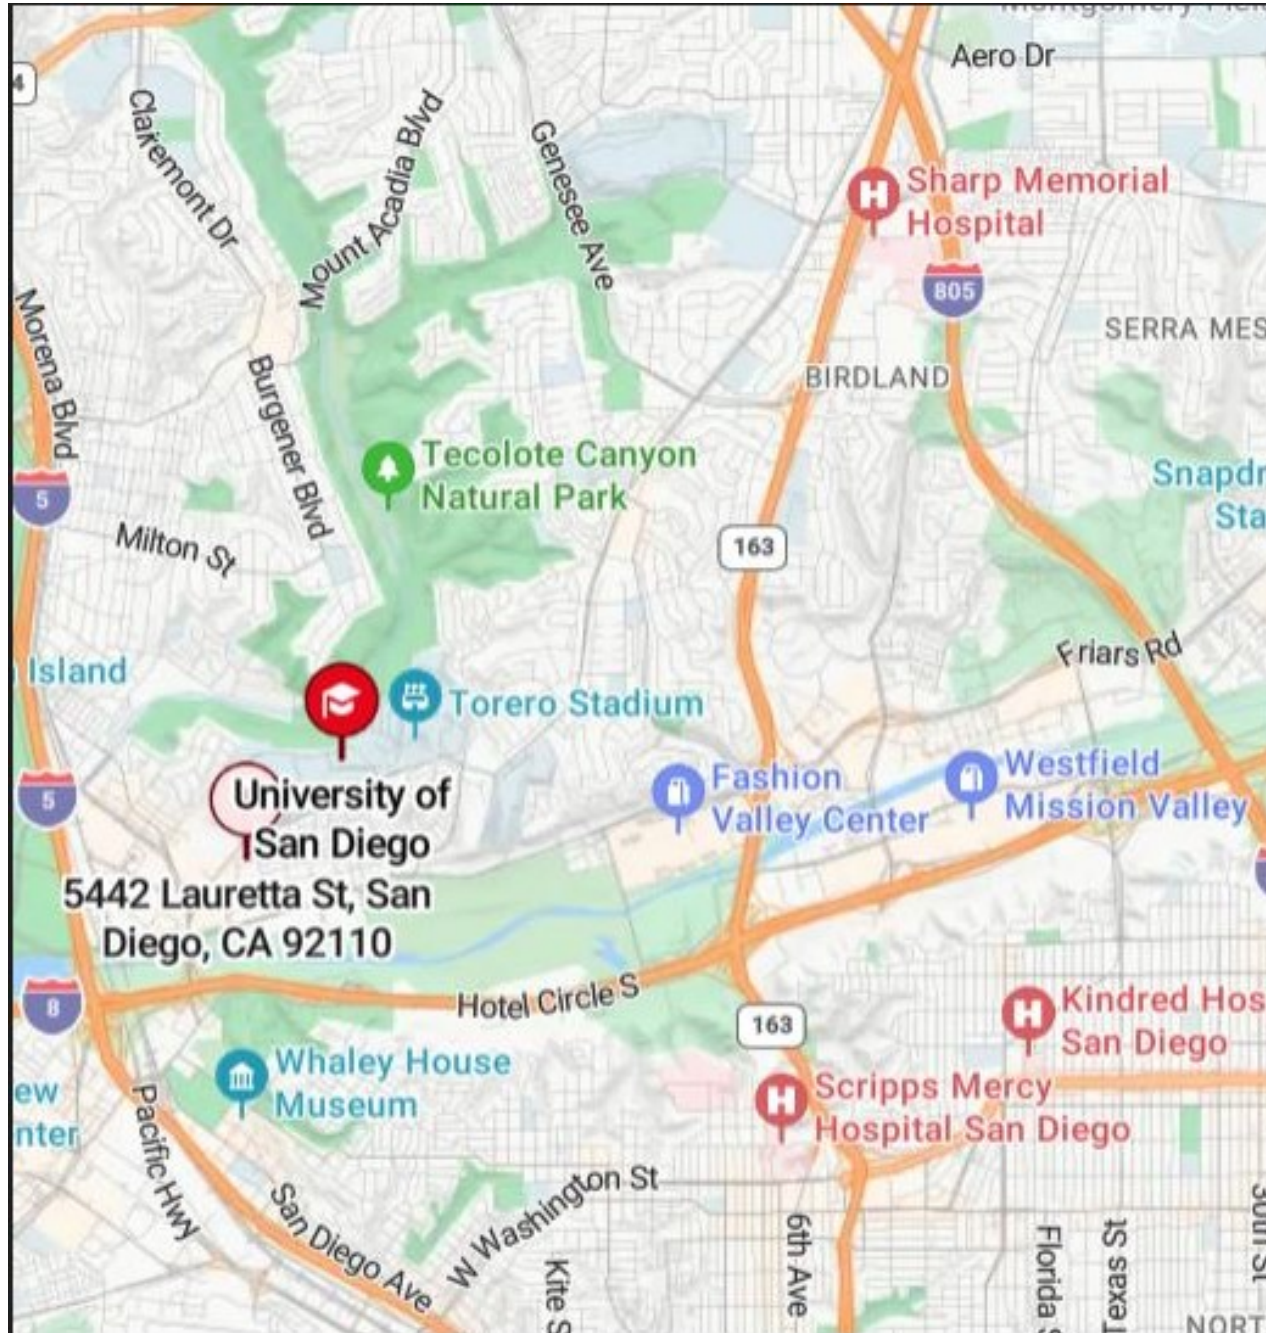 Aero Dr
4
Clairemont Dr
Mount Acadia Blvd
Genesee Ave
Sharp Memorial
Hospital
805
Morena Blvd
SERRA MES
BIRDLAND
Burgener Blvd
Tecolote Canyon
Natural Park
Snapdr
Sta
5
163
Milton St
Island
Friars Rd
Torero Stadium
Fashion
Valley Center
Westfield
Mission Valley
5
University of
San Diego
5442 Lauretta St, San
Diego, CA 92110
8
Hotel Circle S
163
Kindred Hos
San Diego
Whaley House
Museum
Scripps Mercy
Hospital San Diego
ew
nter
Pacific Hwy
San Diego Ave
W Washington St
Kite S
6th Ave
Florida S
Texas St
30th St
NORT